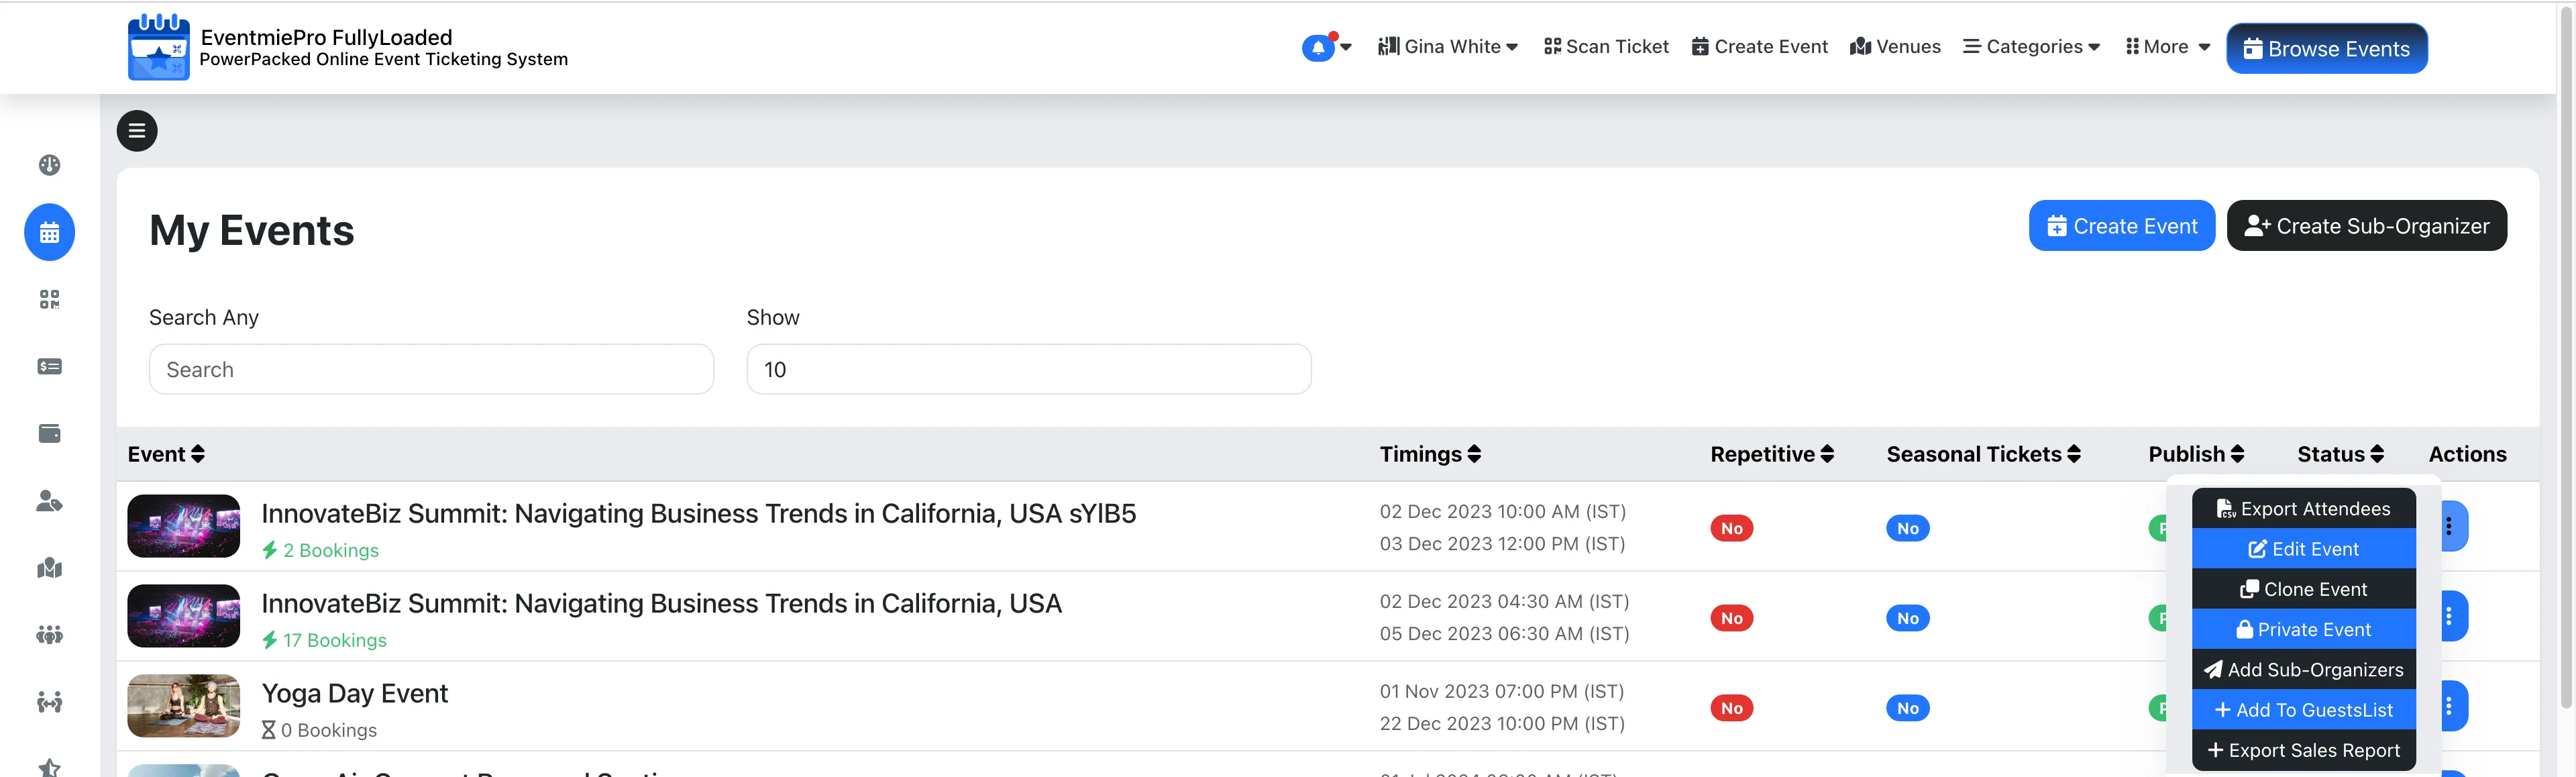 EventmiePro FullyLoaded
PowerPacked Online Event Ticketing System
Gina White
Scan Ticket
Create Event
Venues
Categories
More
Browse Events
My Events
Create Event
Create Sub-Organizer
Search Any
Show
Search
10
Event
Timings
Repetitive
Seasonal Tickets
Publish
Status
Actions
InnovateBiz Summit: Navigating Business Trends in California, USA sYlB5
2 Bookings
02 Dec 2023 10:00 AM (IST)
03 Dec 2023 12:00 PM (IST)
No
No
InnovateBiz Summit: Navigating Business Trends in California, USA
17 Bookings
02 Dec 2023 04:30 AM (IST)
05 Dec 2023 06:30 AM (IST)
No
No
Yoga Day Event
0 Bookings
01 Nov 2023 07:00 PM (IST)
22 Dec 2023 10:00 PM (IST)
No
No
Export Attendees
Edit Event
Clone Event
Private Event
Add Sub-Organizers
Add To GuestsList
Export Sales Report